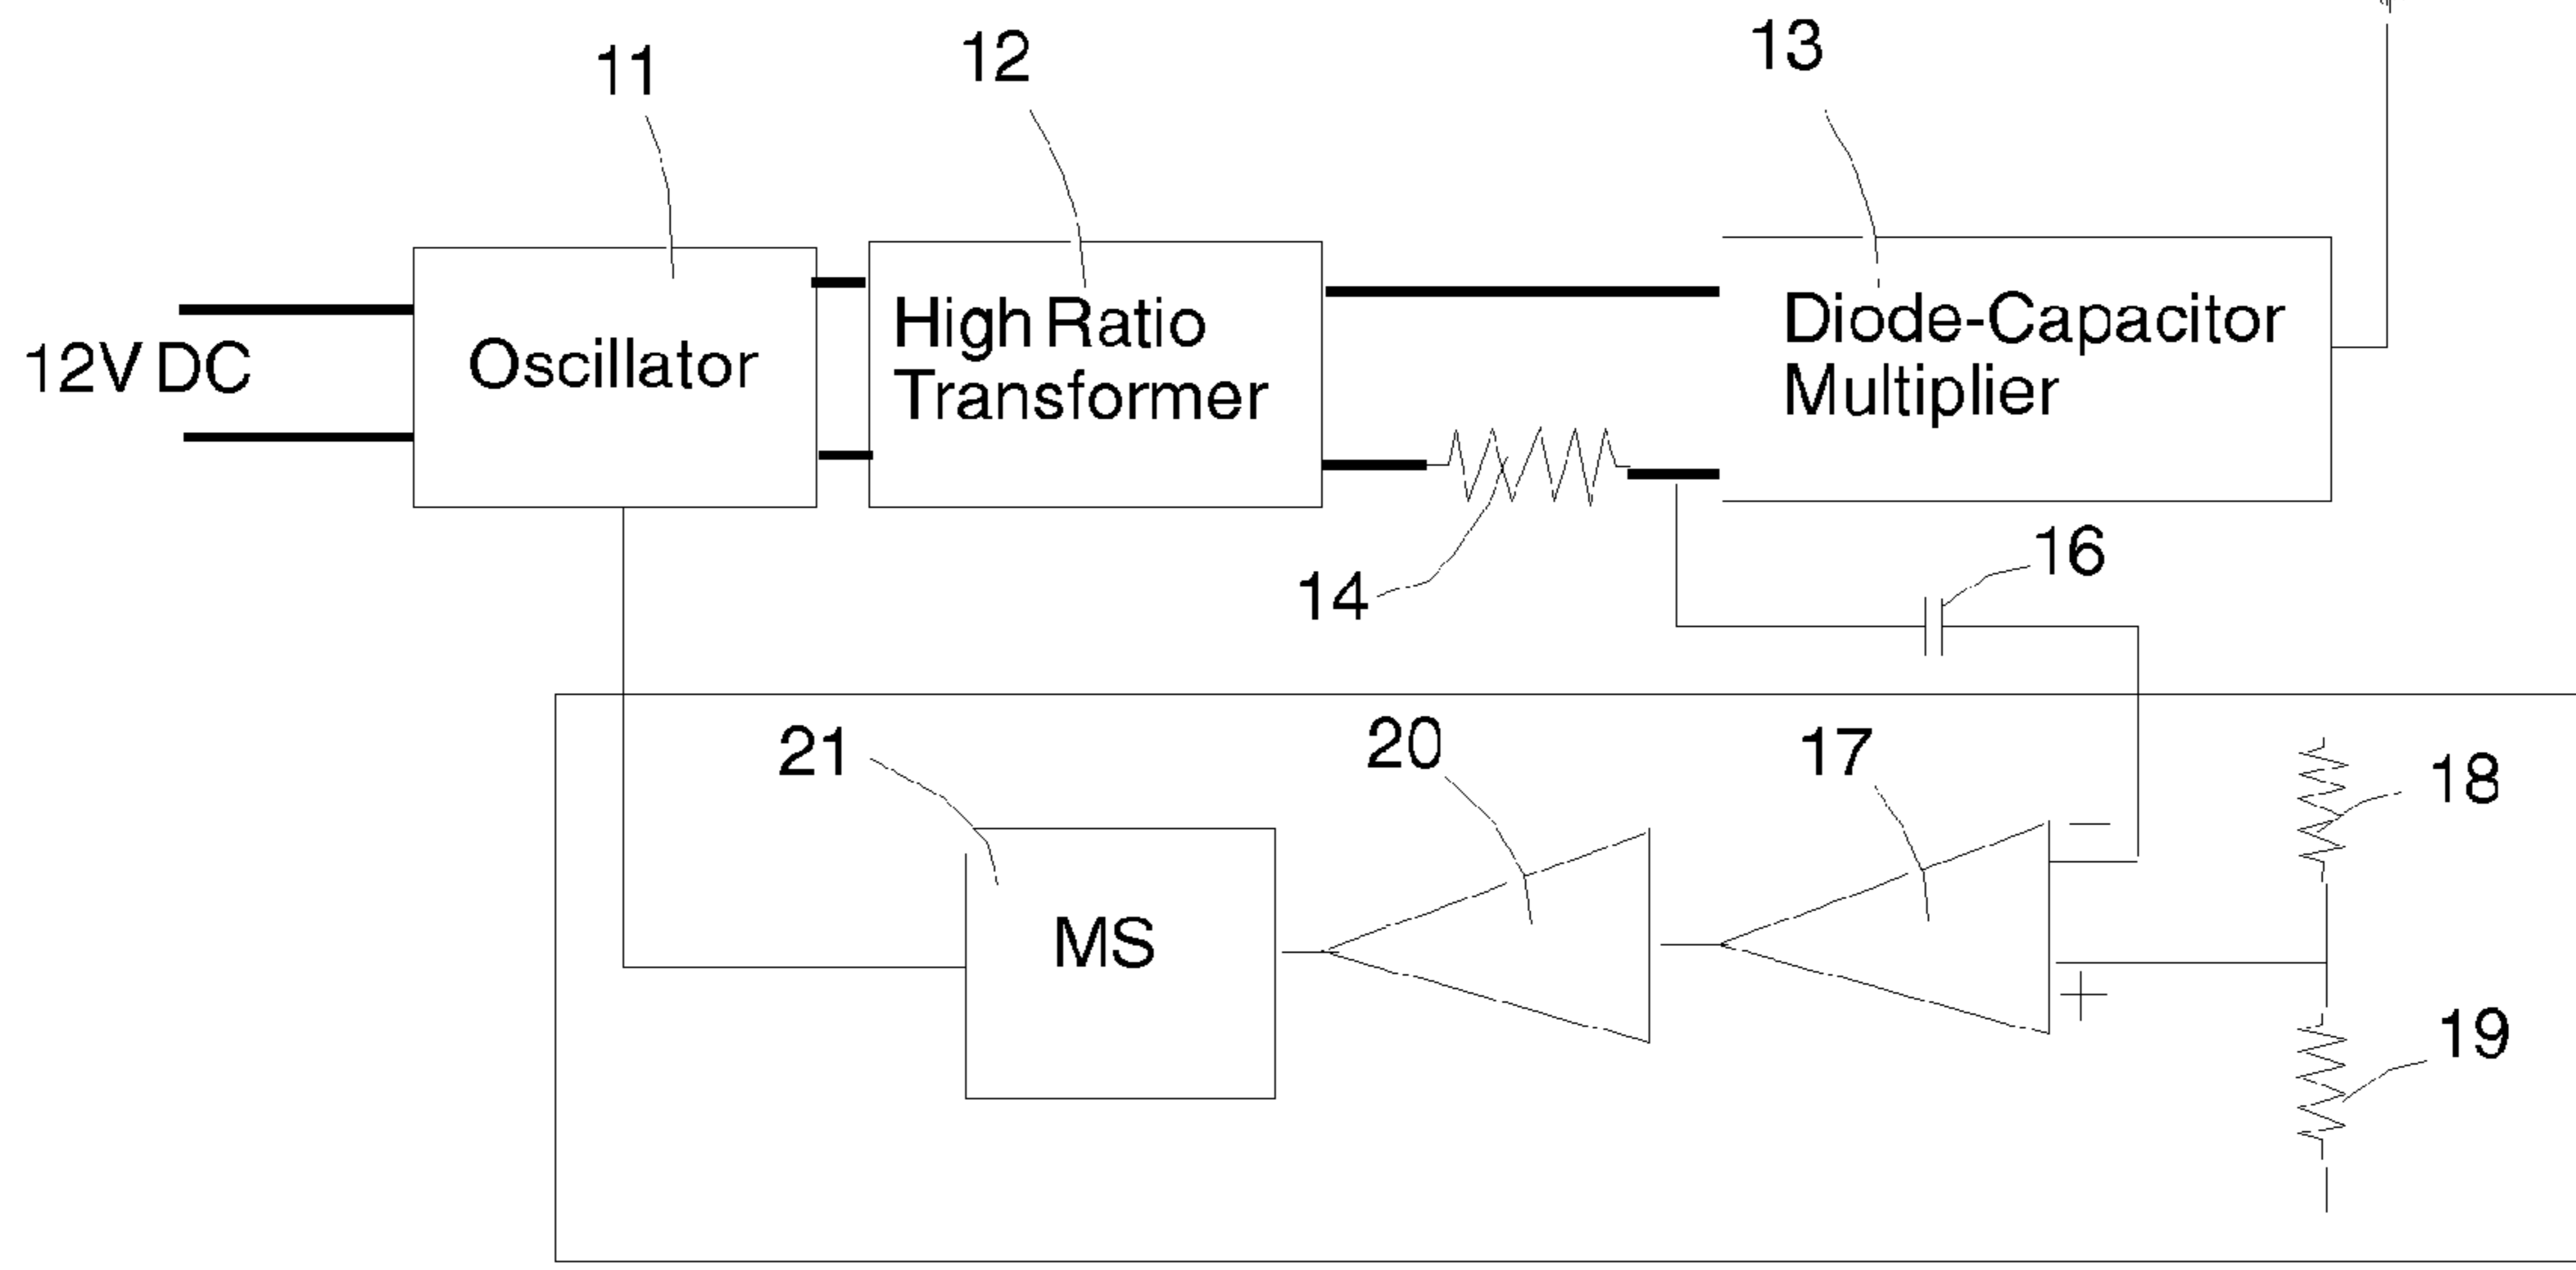 11
12
13
12V DC
Oscillator
High Ratio
Transformer
Diode-Capacitor
Multiplier
14
16
21
20
17
18
MS
−
+
19